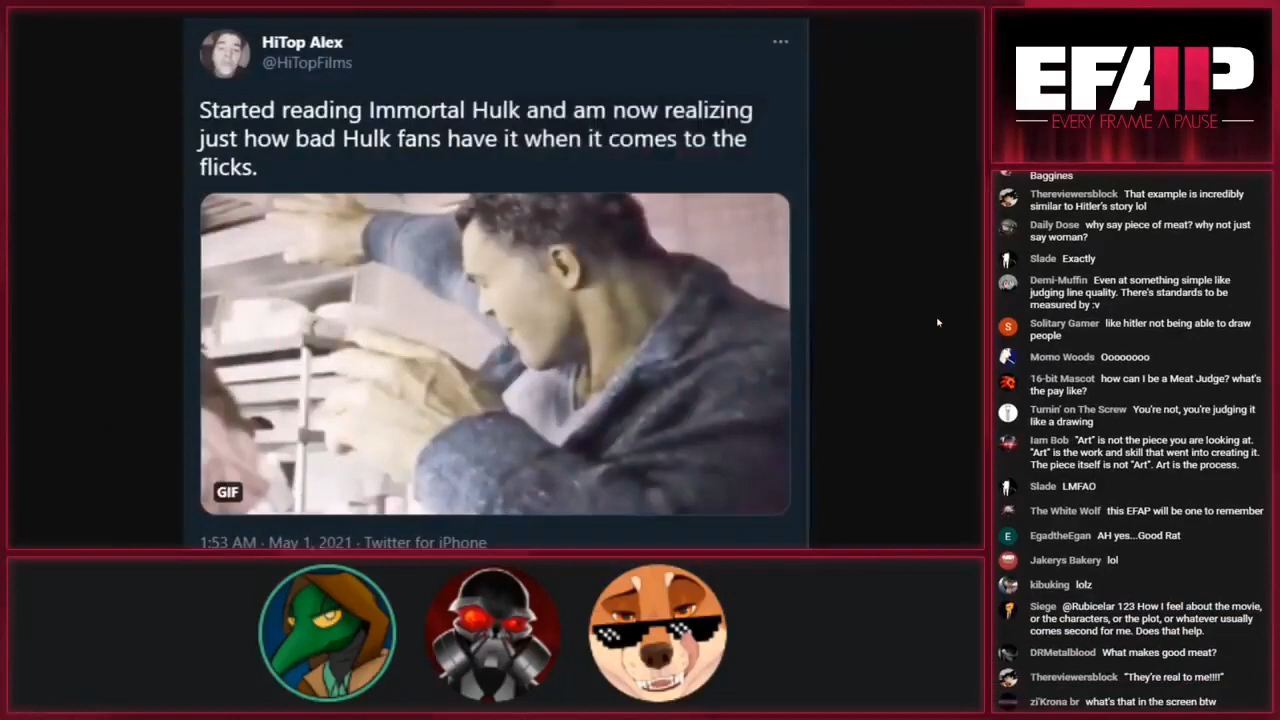 HiTop Alex
@HiTopFilms
Started reading Immortal Hulk and am now realizing
just how bad Hulk fans have it when it comes to the
flicks.
GIF
1:53 AM · May 1, 2021 · Twitter for iPhone
EFAP
EVERY FRAME A PAUSE
Baggines
Thereviewersblock That example is incredibly
similar to Hitler's story lol
Daily Dose why say piece of meat? why not just
say woman?
Slade Exactly
Demi-Muffin Even at something simple like
judging line quality. There's standards to be
measured by :v
S
Solitary Gamer like hitler not being able to draw
people
Momo Woods Oooooooo
16-bit Mascot how can I be a Meat Judge? what's
the pay like?
Turnin' on The Screw You're not, you're judging it
like a drawing
Iam Bob "Art" is not the piece you are looking at.
"Art" is the work and skill that went into creating it.
The piece itself is not "Art". Art is the process.
Slade LMFAO
The White Wolf this EFAP will be one to remember
E
EgadtheEgan AH yes...Good Rat
Jakerys Bakery lol
kibuking lolz
Siege @Rubicelar 123 How I feel about the movie,
or the characters, or the plot, or whatever usually
comes second for me. Does that help.
DRMetalblood What makes good meat?
Thereviewersblock "They're real to me!!!!"
zi'Krona br what's that in the screen btw